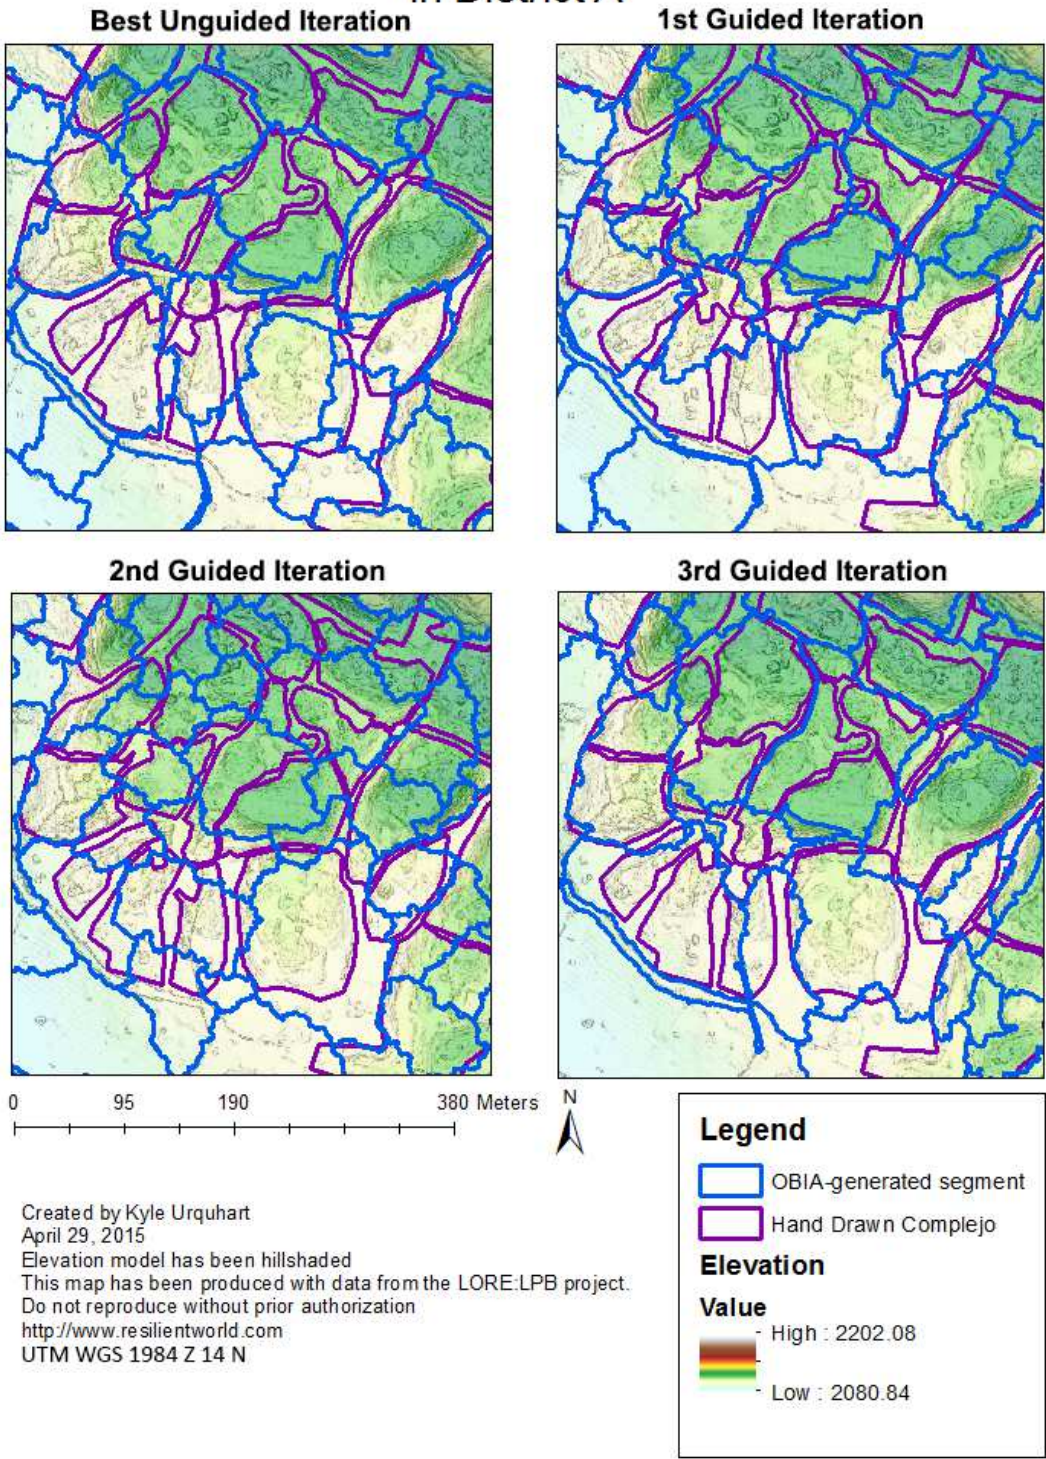 in District A
Best Unguided Iteration
1st Guided Iteration
2nd Guided Iteration
3rd Guided Iteration
0 95 190 380 Meters
N
Legend
OBIA-generated segment
Hand Drawn Complejo
Elevation
Value
High : 2202.08
Low : 2080.84
Created by Kyle Urquhart
April 29, 2015
Elevation model has been hillshaded
This map has been produced with data from the LORE:LPB project.
Do not reproduce without prior authorization
http://www.resilientworld.com
UTM WGS 1984 Z 14 N